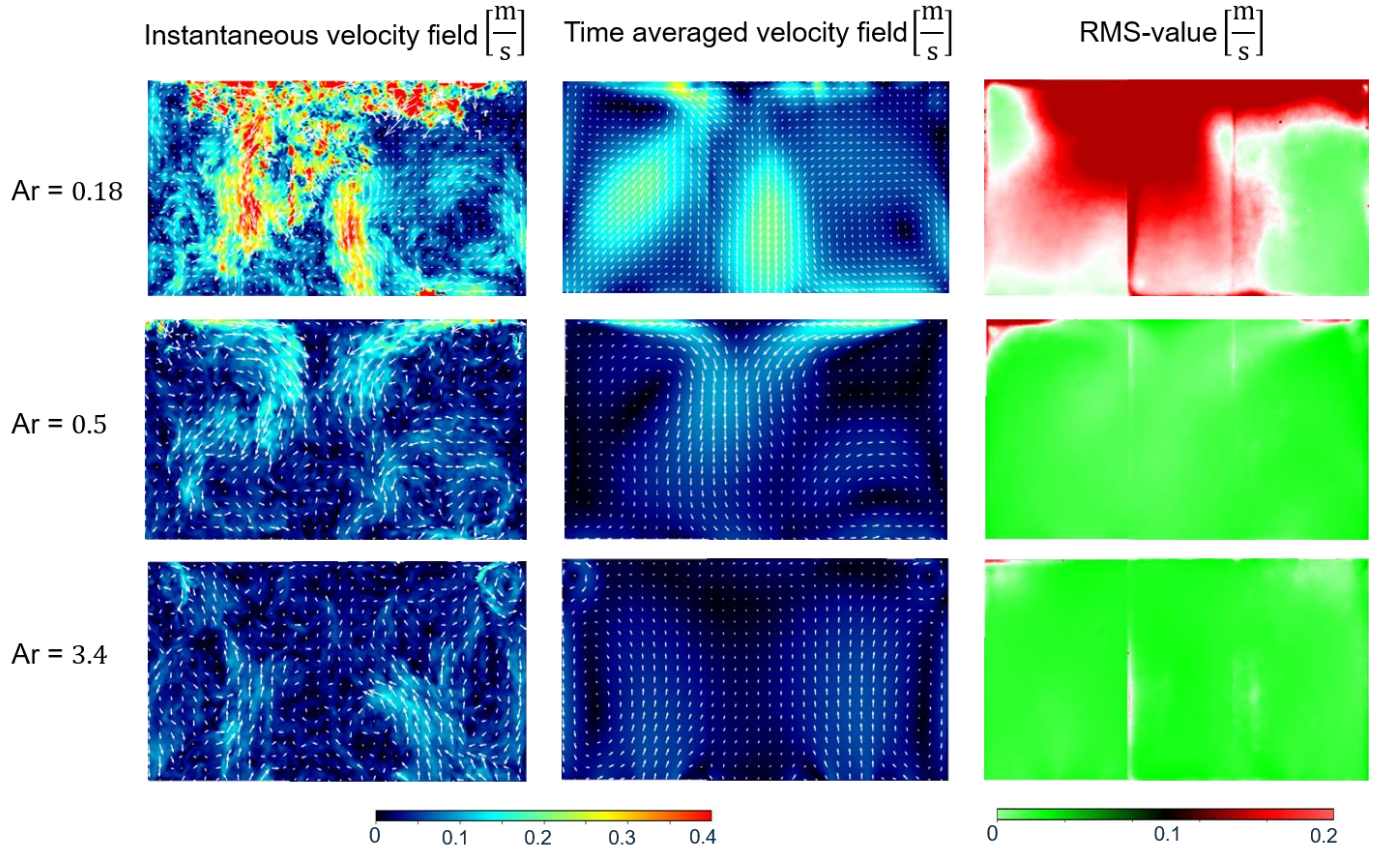 Instantaneous velocity field [m/s] Time averaged velocity field [m/s] RMS-value [m/s]
Ar = 0.18
Ar = 0.5
Ar = 3.4
0 0.1 0.2 0.3 0.4 0 0.1 0.2